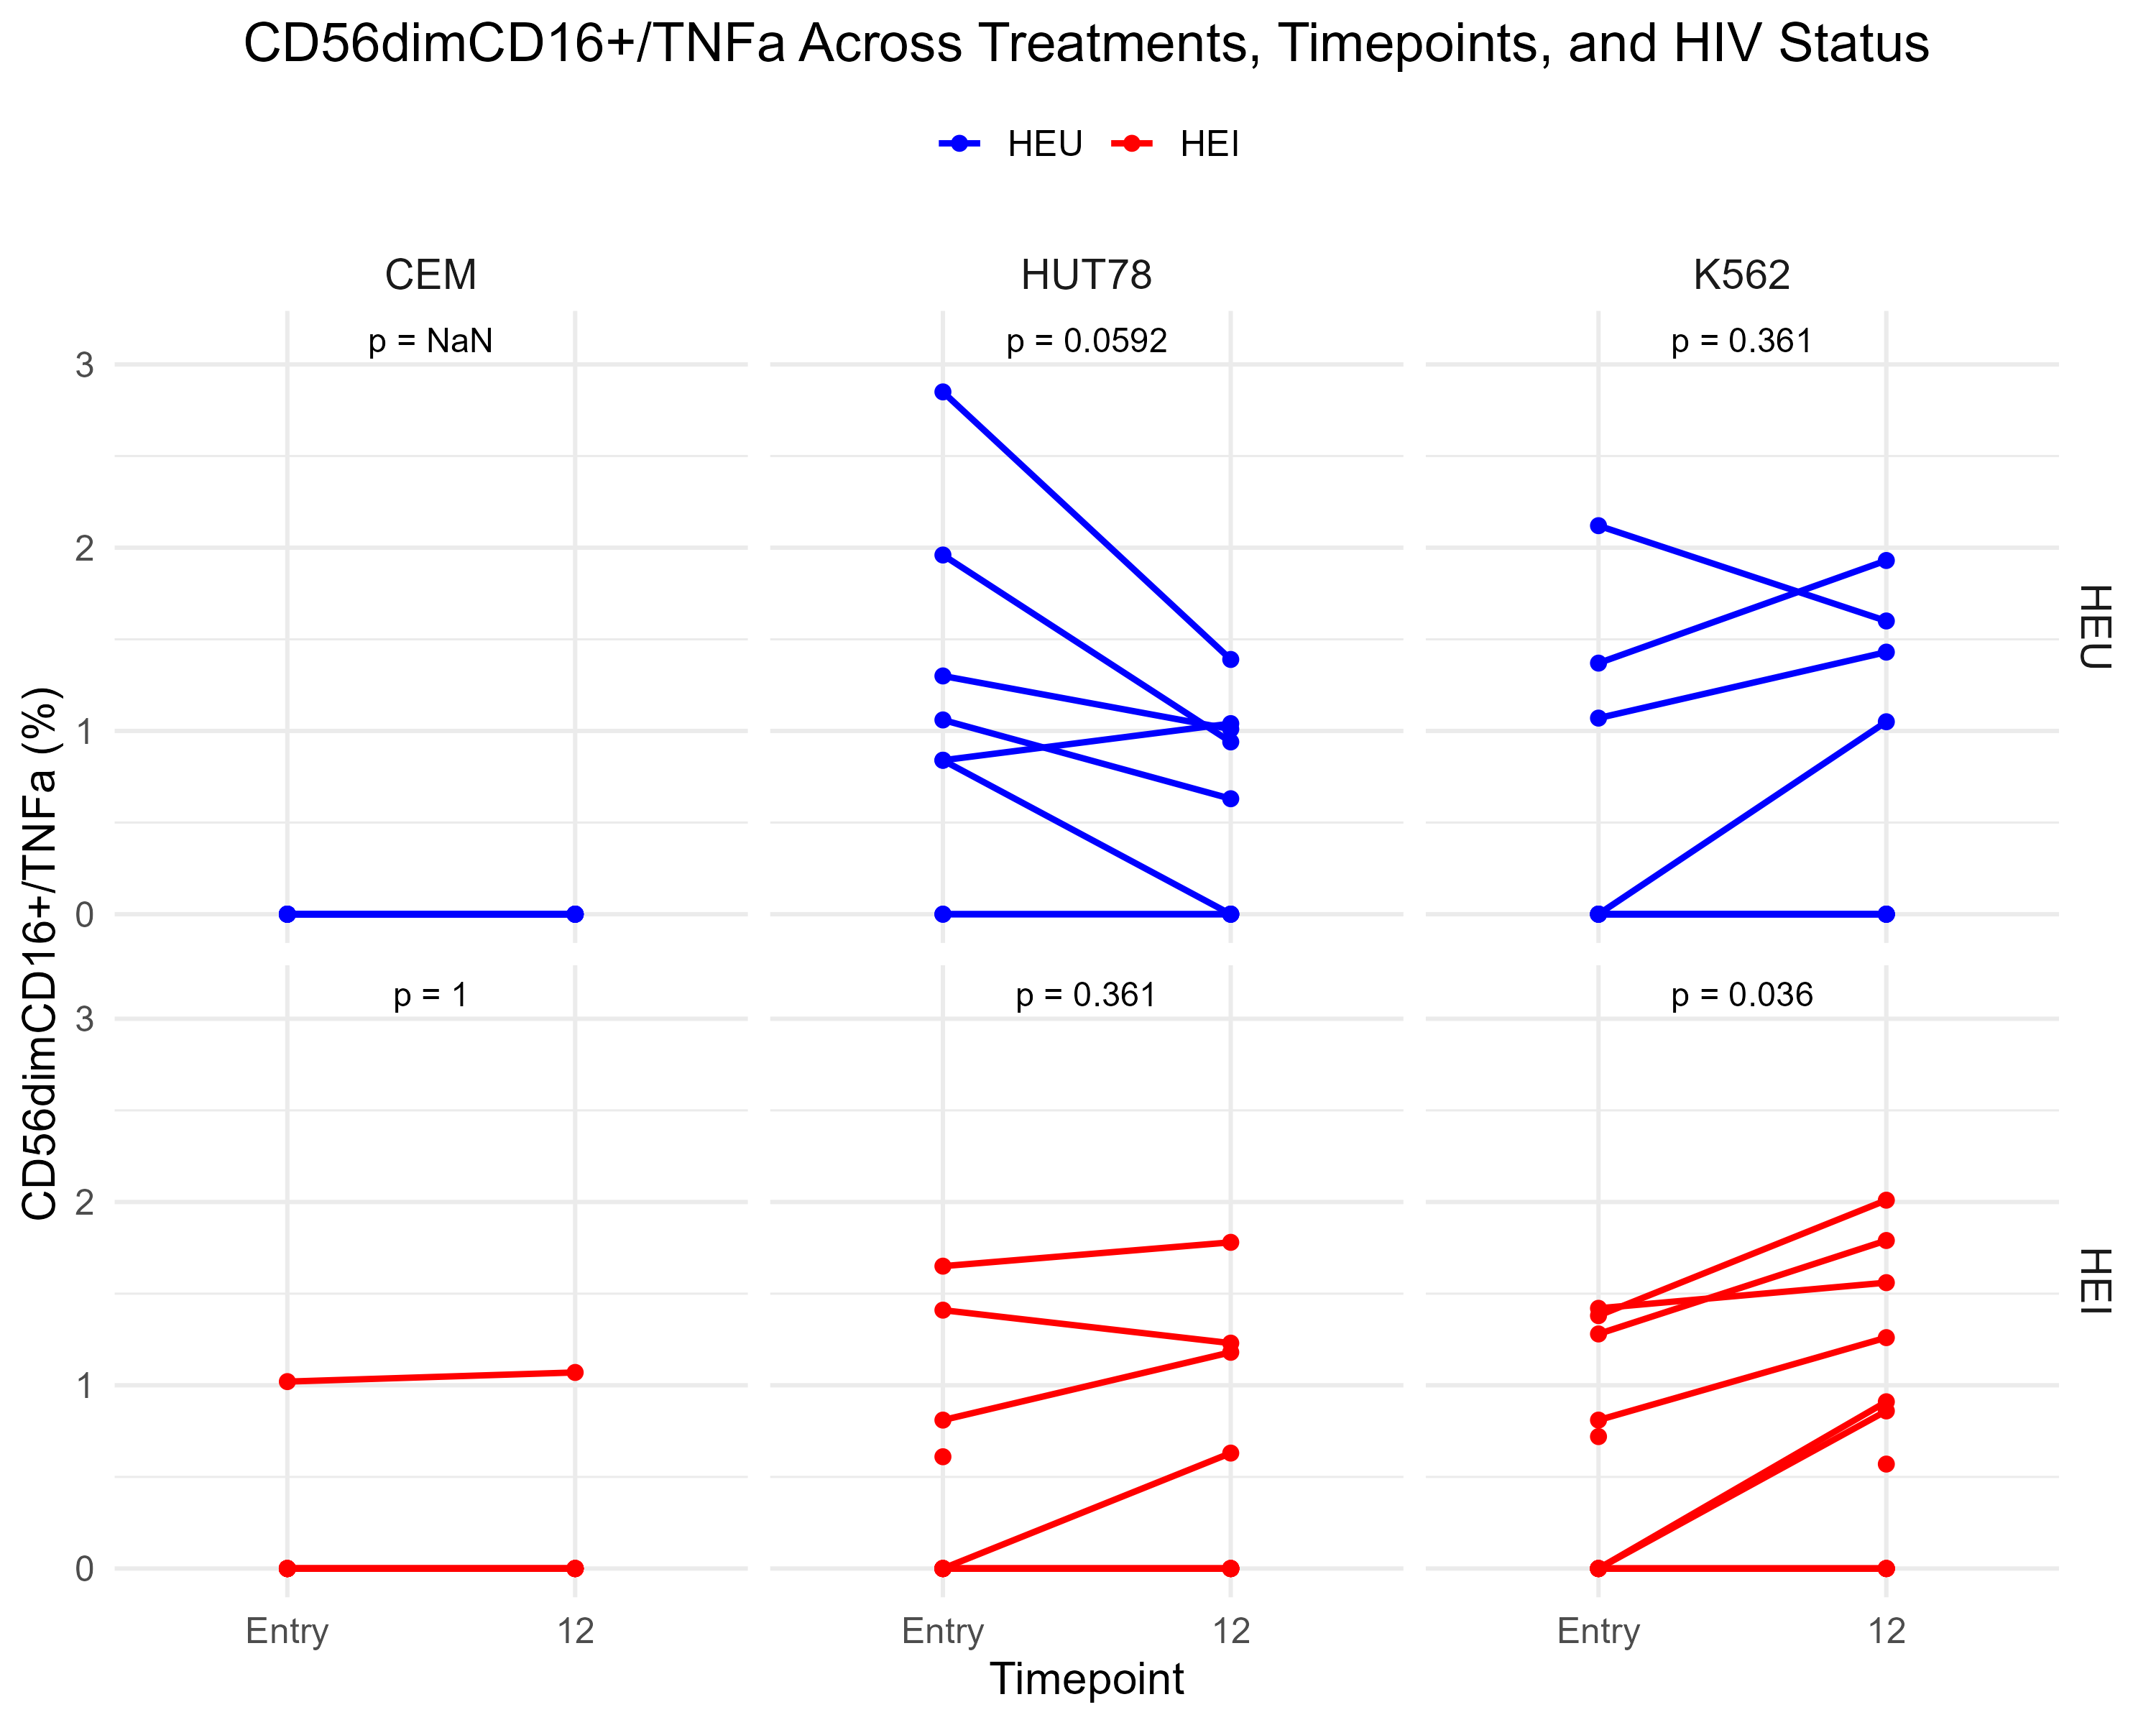 CD56dimCD16+/TNFa Across Treatments, Timepoints, and HIV Status
HEU HEI
CEM HUT78 K562
p = NaN p = 0.0592 p = 0.361
3
2
1
0
HEU
CD56dimCD16+/TNFa (%)
p = 1 p = 0.361 p = 0.036
3
2
1
0
HEI
Entry 12 Entry 12 Entry 12
Timepoint